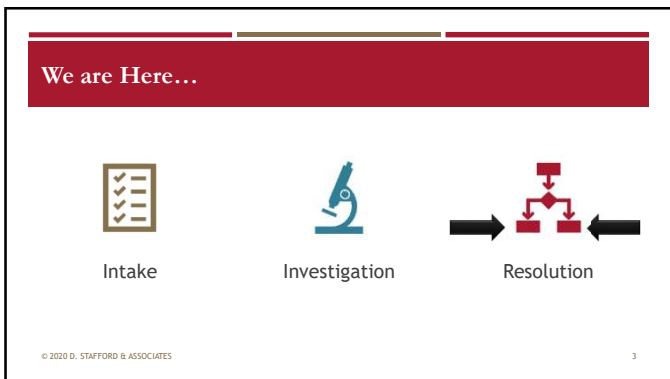 We are Here...
Intake
Investigation
Resolution
© 2020 D. STAFFORD & ASSOCIATES
3